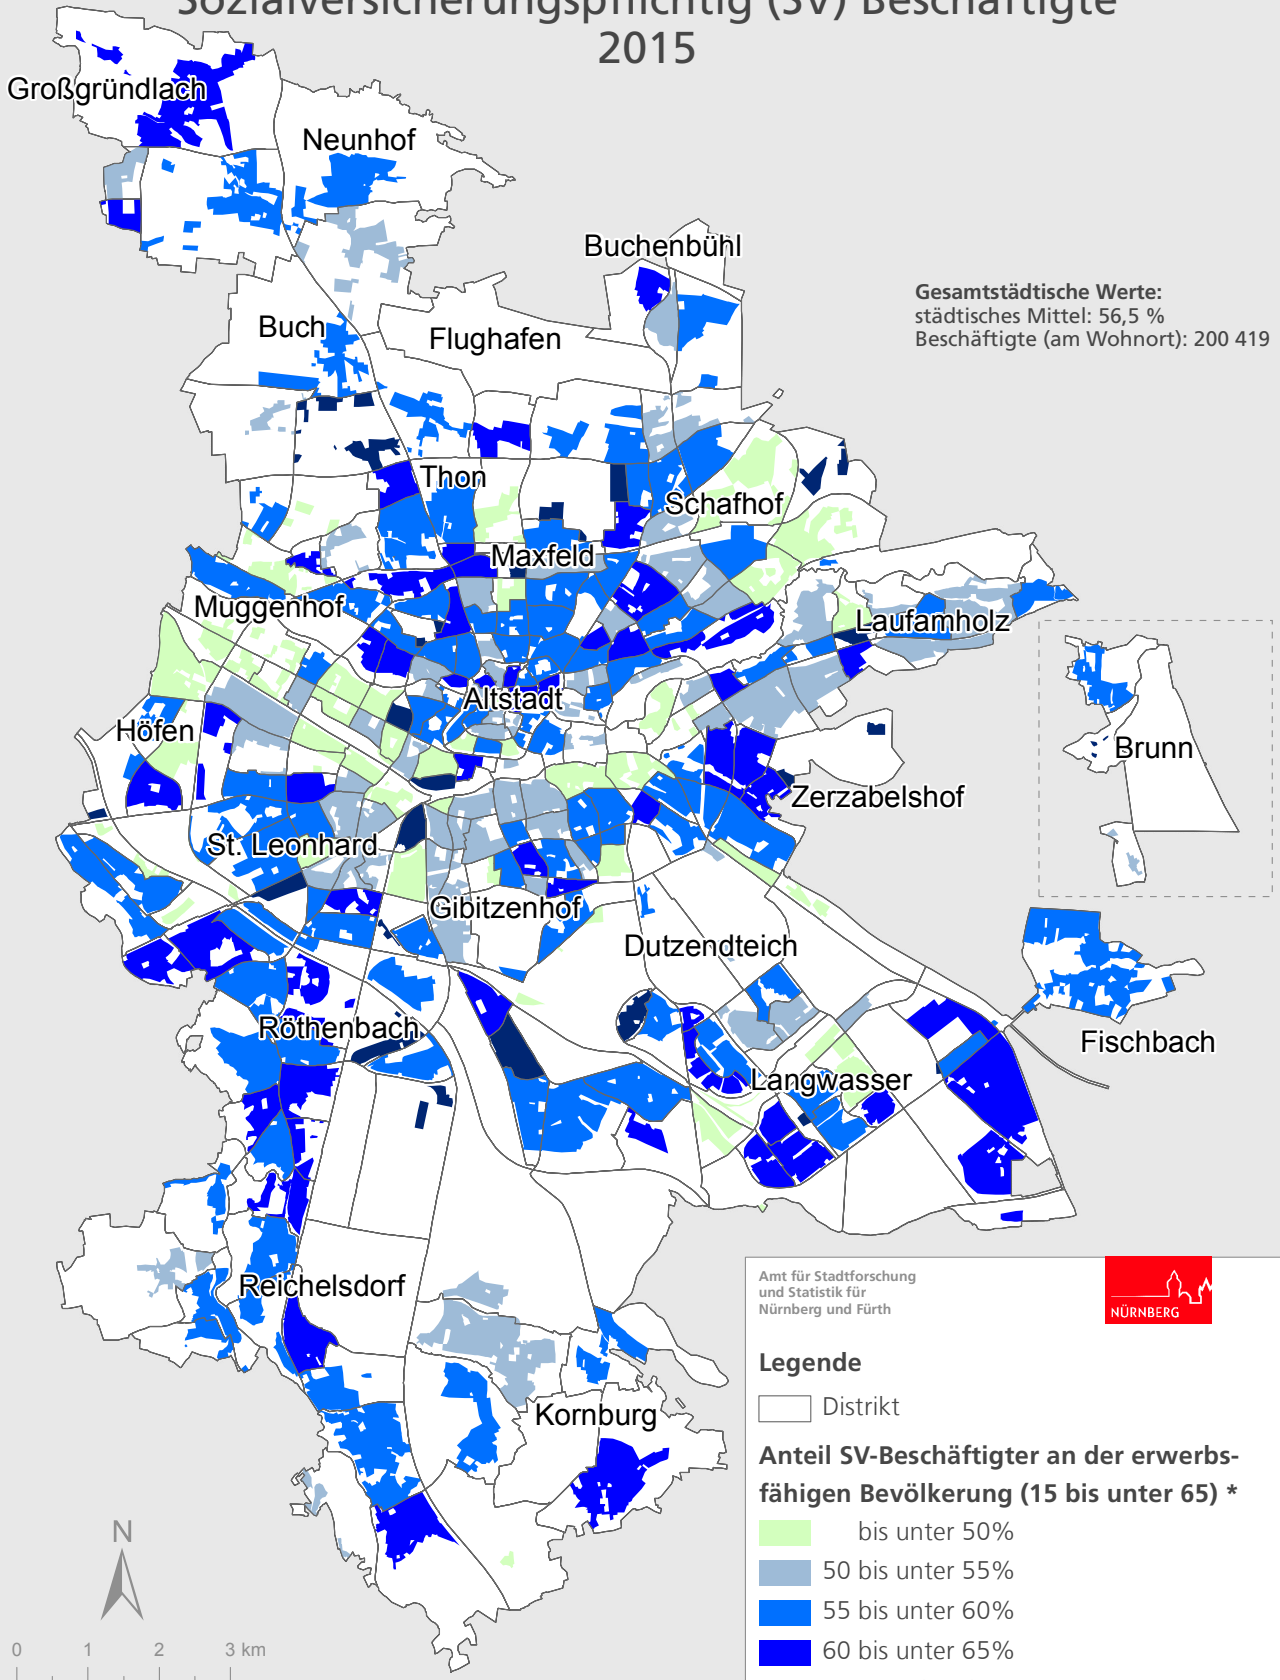 Sozialversicherungspflichtig (SV) Beschäftigte
2015
Großgründlach
Neunhof
Buchenbühl
Gesamtstädtische Werte:
städtisches Mittel: 56,5 %
Beschäftigte (am Wohnort): 200 419
Buch
Flughafen
Thon
Schafhof
Maxfeld
Muggenhof
Laufamholz
Altstadt
Höfen
Brunn
Zerzabelshof
St. Leonhard
Gibitzenhof
Dutzendteich
Röthenbach
Fischbach
Langwasser
Reichelsdorf
Kornburg
Amt für Stadtforschung
und Statistik für
Nürnberg und Fürth
NÜRNBERG
Legende
Distrikt
Anteil SV-Beschäftigter an der erwerbs-
fähigen Bevölkerung (15 bis unter 65) *
bis unter 50%
50 bis unter 55%
55 bis unter 60%
60 bis unter 65%
N
0 1 2 3 km